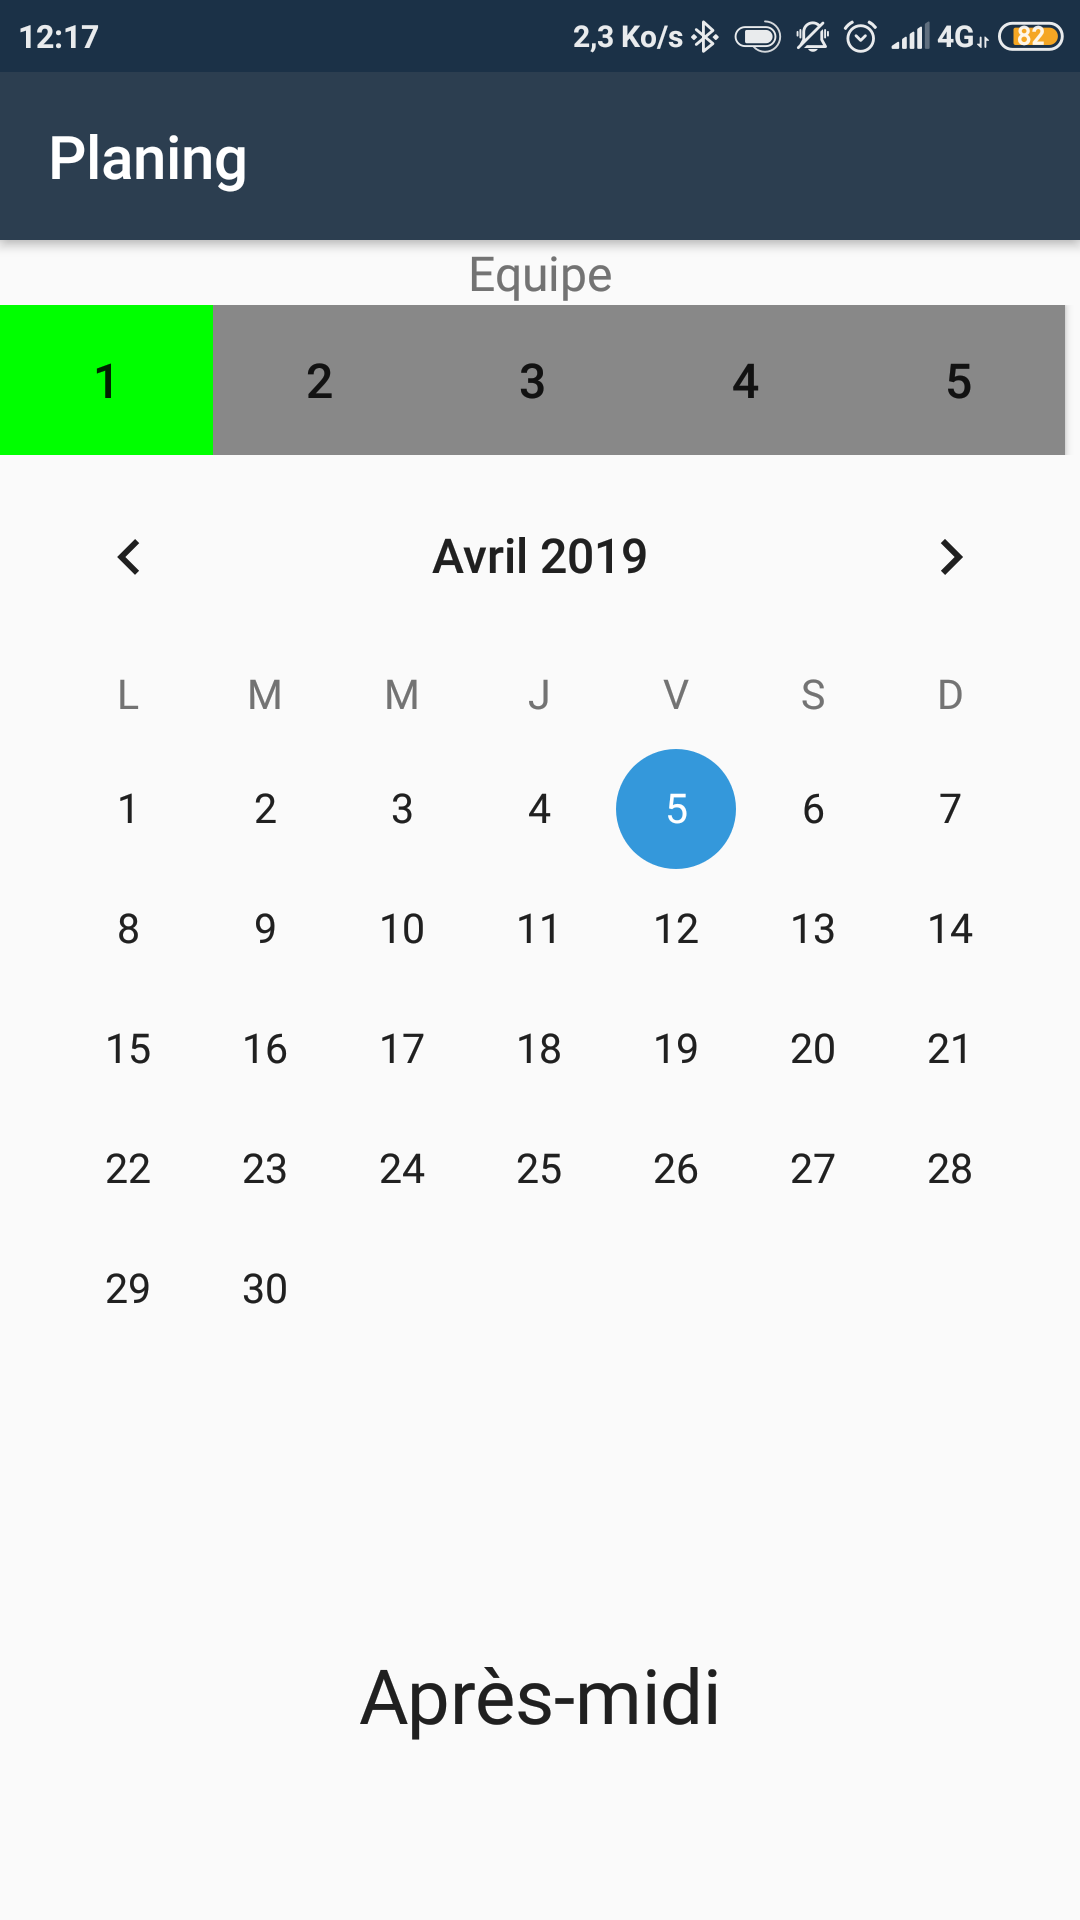 12:17 2,3 Ko/s 4G 82
Planing
Equipe
1 2 3 4 5
Avril 2019
L M M J V S D
1 2 3 4 5 6 7
8 9 10 11 12 13 14
15 16 17 18 19 20 21
22 23 24 25 26 27 28
29 30
Après-midi